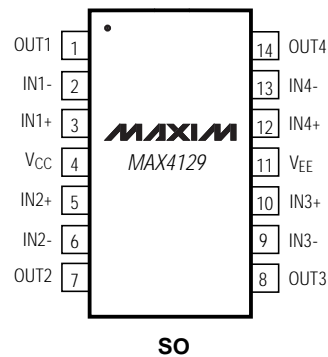 OUT1 1 14 OUT4
IN1- 2 13 IN4-
IN1+ 3 MAXIM 12 IN4+
VCC 4 MAX4129 11 VEE
IN2+ 5 10 IN3+
IN2- 6 9 IN3-
OUT2 7 8 OUT3
SO